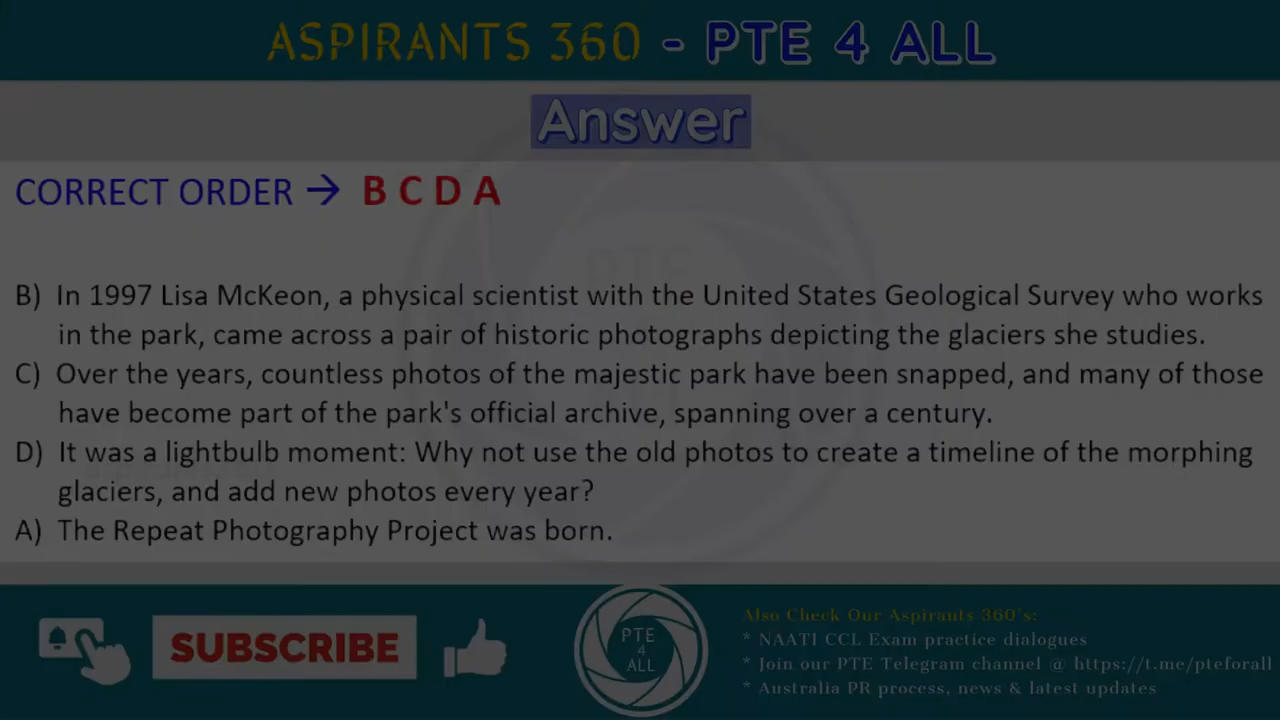 ASPIRANTS 360 - PTE 4 ALL
Answer
CORRECT ORDER → B C D A
B) In 1997 Lisa McKeon, a physical scientist with the United States Geological Survey who works
in the park, came across a pair of historic photographs depicting the glaciers she studies.
C) Over the years, countless photos of the majestic park have been snapped, and many of those
have become part of the park's official archive, spanning over a century.
D) It was a lightbulb moment: Why not use the old photos to create a timeline of the morphing
glaciers, and add new photos every year?
A) The Repeat Photography Project was born.
SUBSCRIBE
PTE
4
ALL
Also Check Our Aspirants 360's:
* NAATI CCL Exam practice dialogues
* Join our PTE Telegram channel @ https://t.me/pteforall
* Australia PR process, news & latest updates